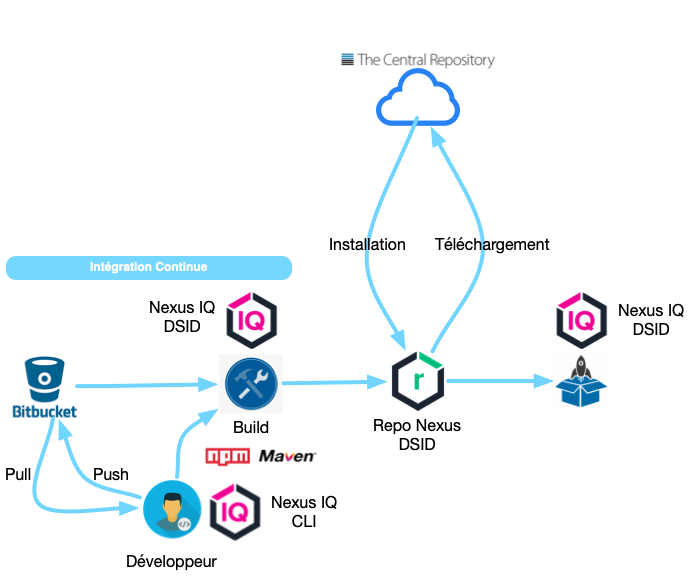 The Central Repository
Installation
Téléchargement
Intégration Continue
Nexus IQ
DSID
IQ
IQ
Nexus IQ
DSID
Bitbucket
r
Build
Repo Nexus
DSID
npm Maven
Pull
Push
IQ
Nexus IQ
CLI
Développeur